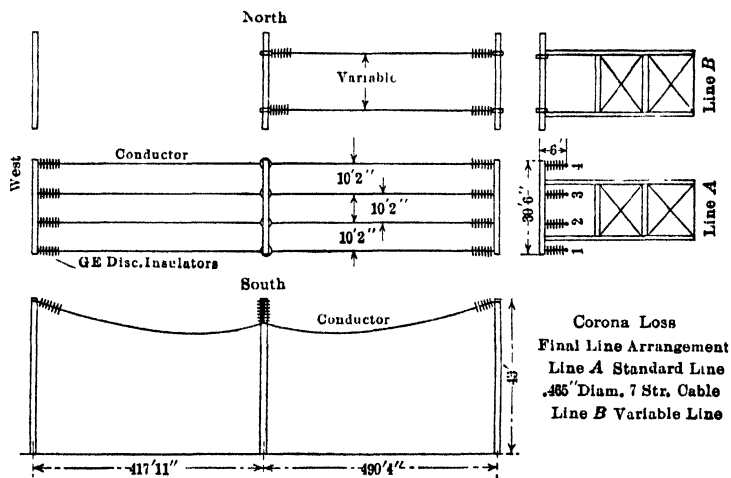 North
Variable
Line B
West
Conductor
10'2"
10'2"
10'2"
GE Disc. Insulators
6'
30'6"
1
3
2
1
Line A
South
Conductor
43'
417'11"
490'4"
Corona Loss
Final Line Arrangement
Line A Standard Line
.465" Diam. 7 Str. Cable
Line B Variable Line